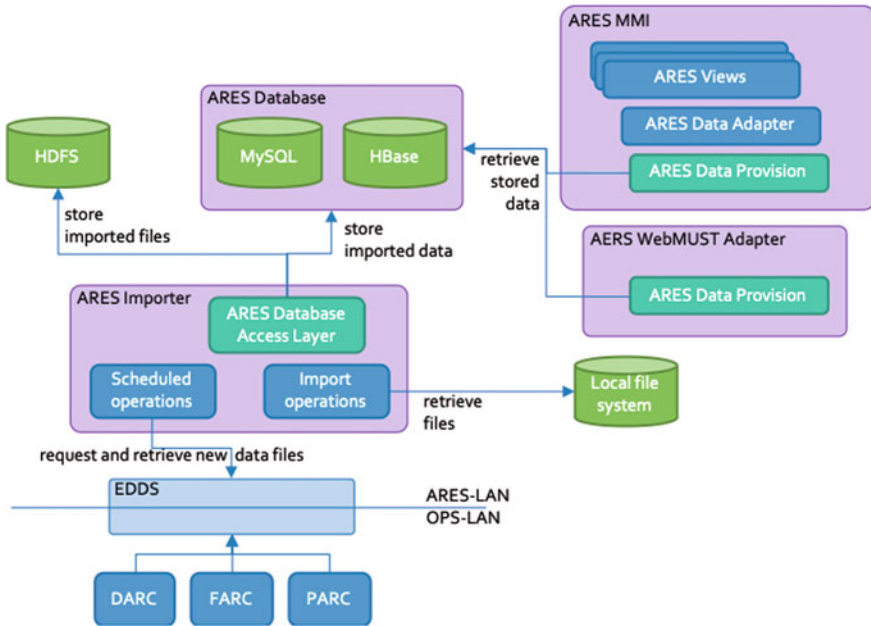 ARES MMI
ARES Views
ARES Data Adapter
ARES Data Provision
ARES Database
MySQL
HBase
HDFS
retrieve
stored
data
store
imported files
store
imported data
AERS WebMUST Adapter
ARES Data Provision
ARES Importer
ARES Database
Access Layer
Scheduled
operations
Import
operations
retrieve
files
Local file
system
request and retrieve new data files
EDDS
ARES-LAN
OPS-LAN
DARC
FARC
PARC